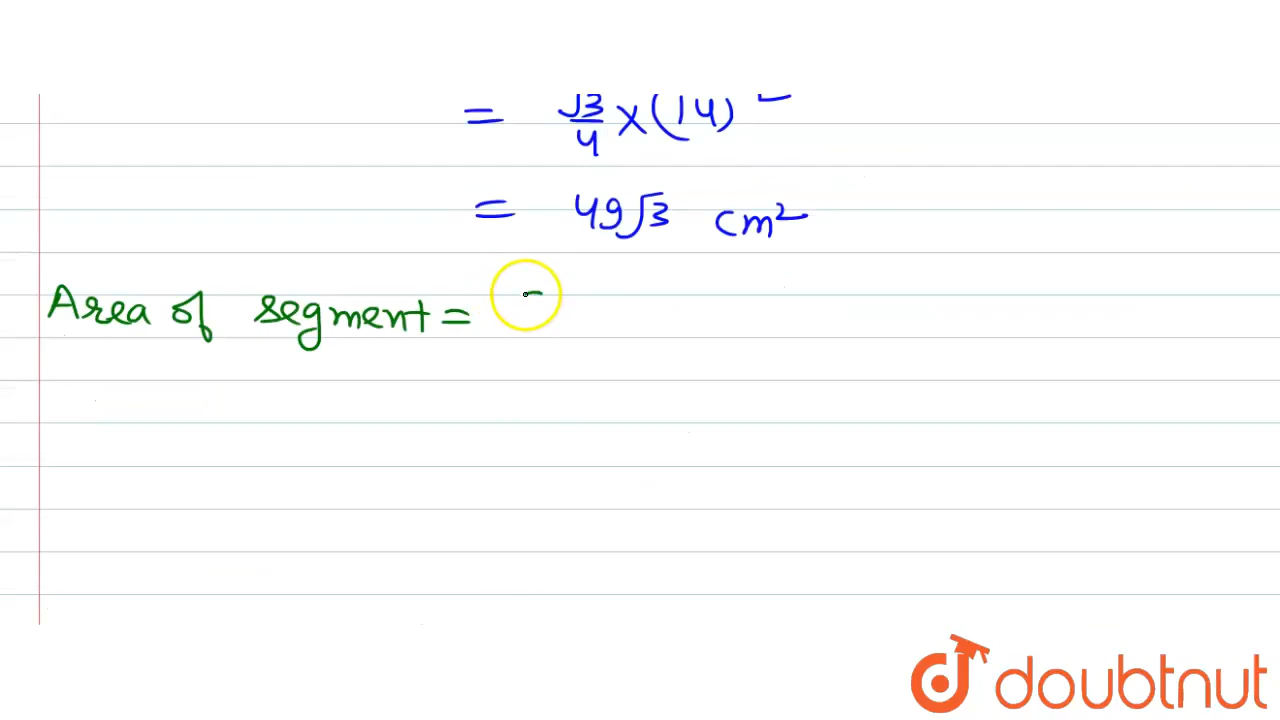 = √3/4 × (14)²
= 49√3 cm²
Area of segment =
doubtnut